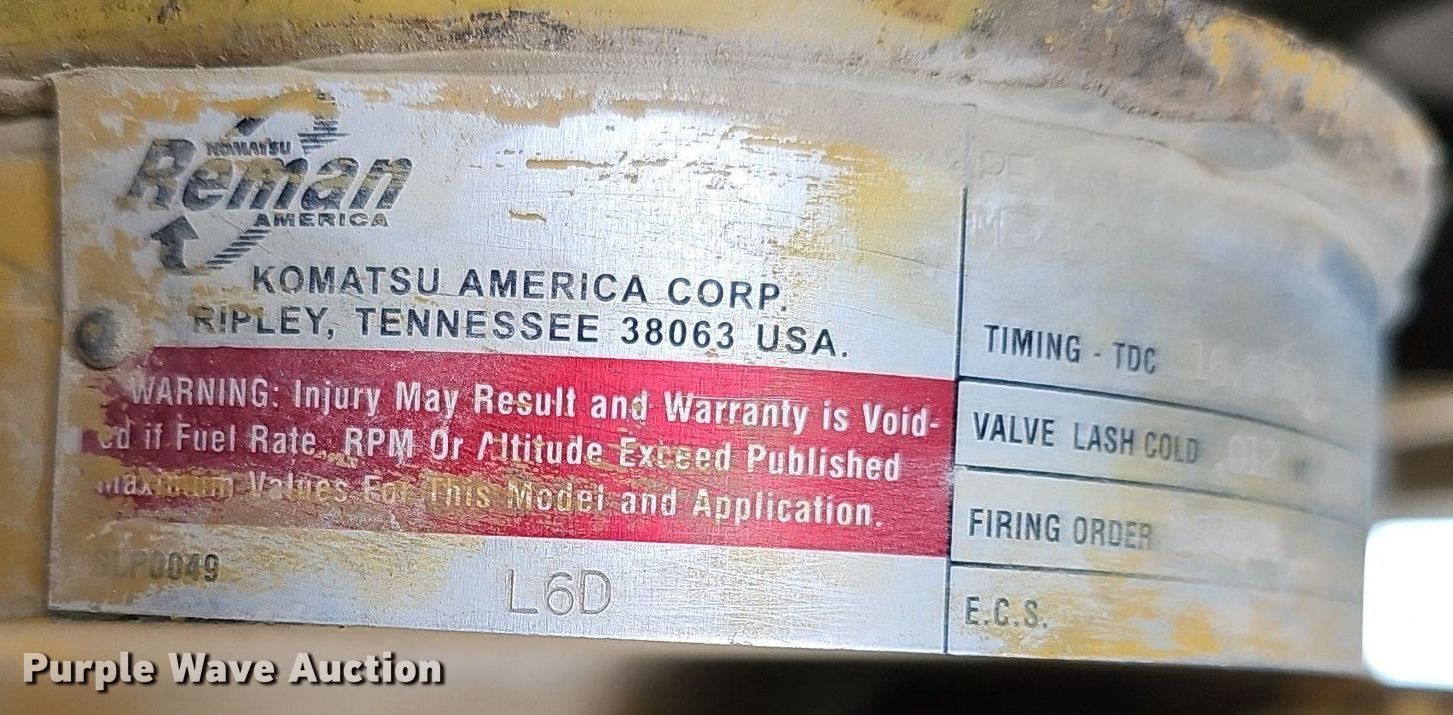 KOMATSU
Reman
AMERICA
KOMATSU AMERICA CORP.
RIPLEY, TENNESSEE 38063 USA.
WARNING: Injury May Result and Warranty is Void-
ed if Fuel Rate, RPM Or Altitude Exceed Published
Maximum Values For This Model and Application.
L6D
TIMING - TDC
VALVE LASH COLD .012
FIRING ORDER
E.C.S.
Purple Wave Auction